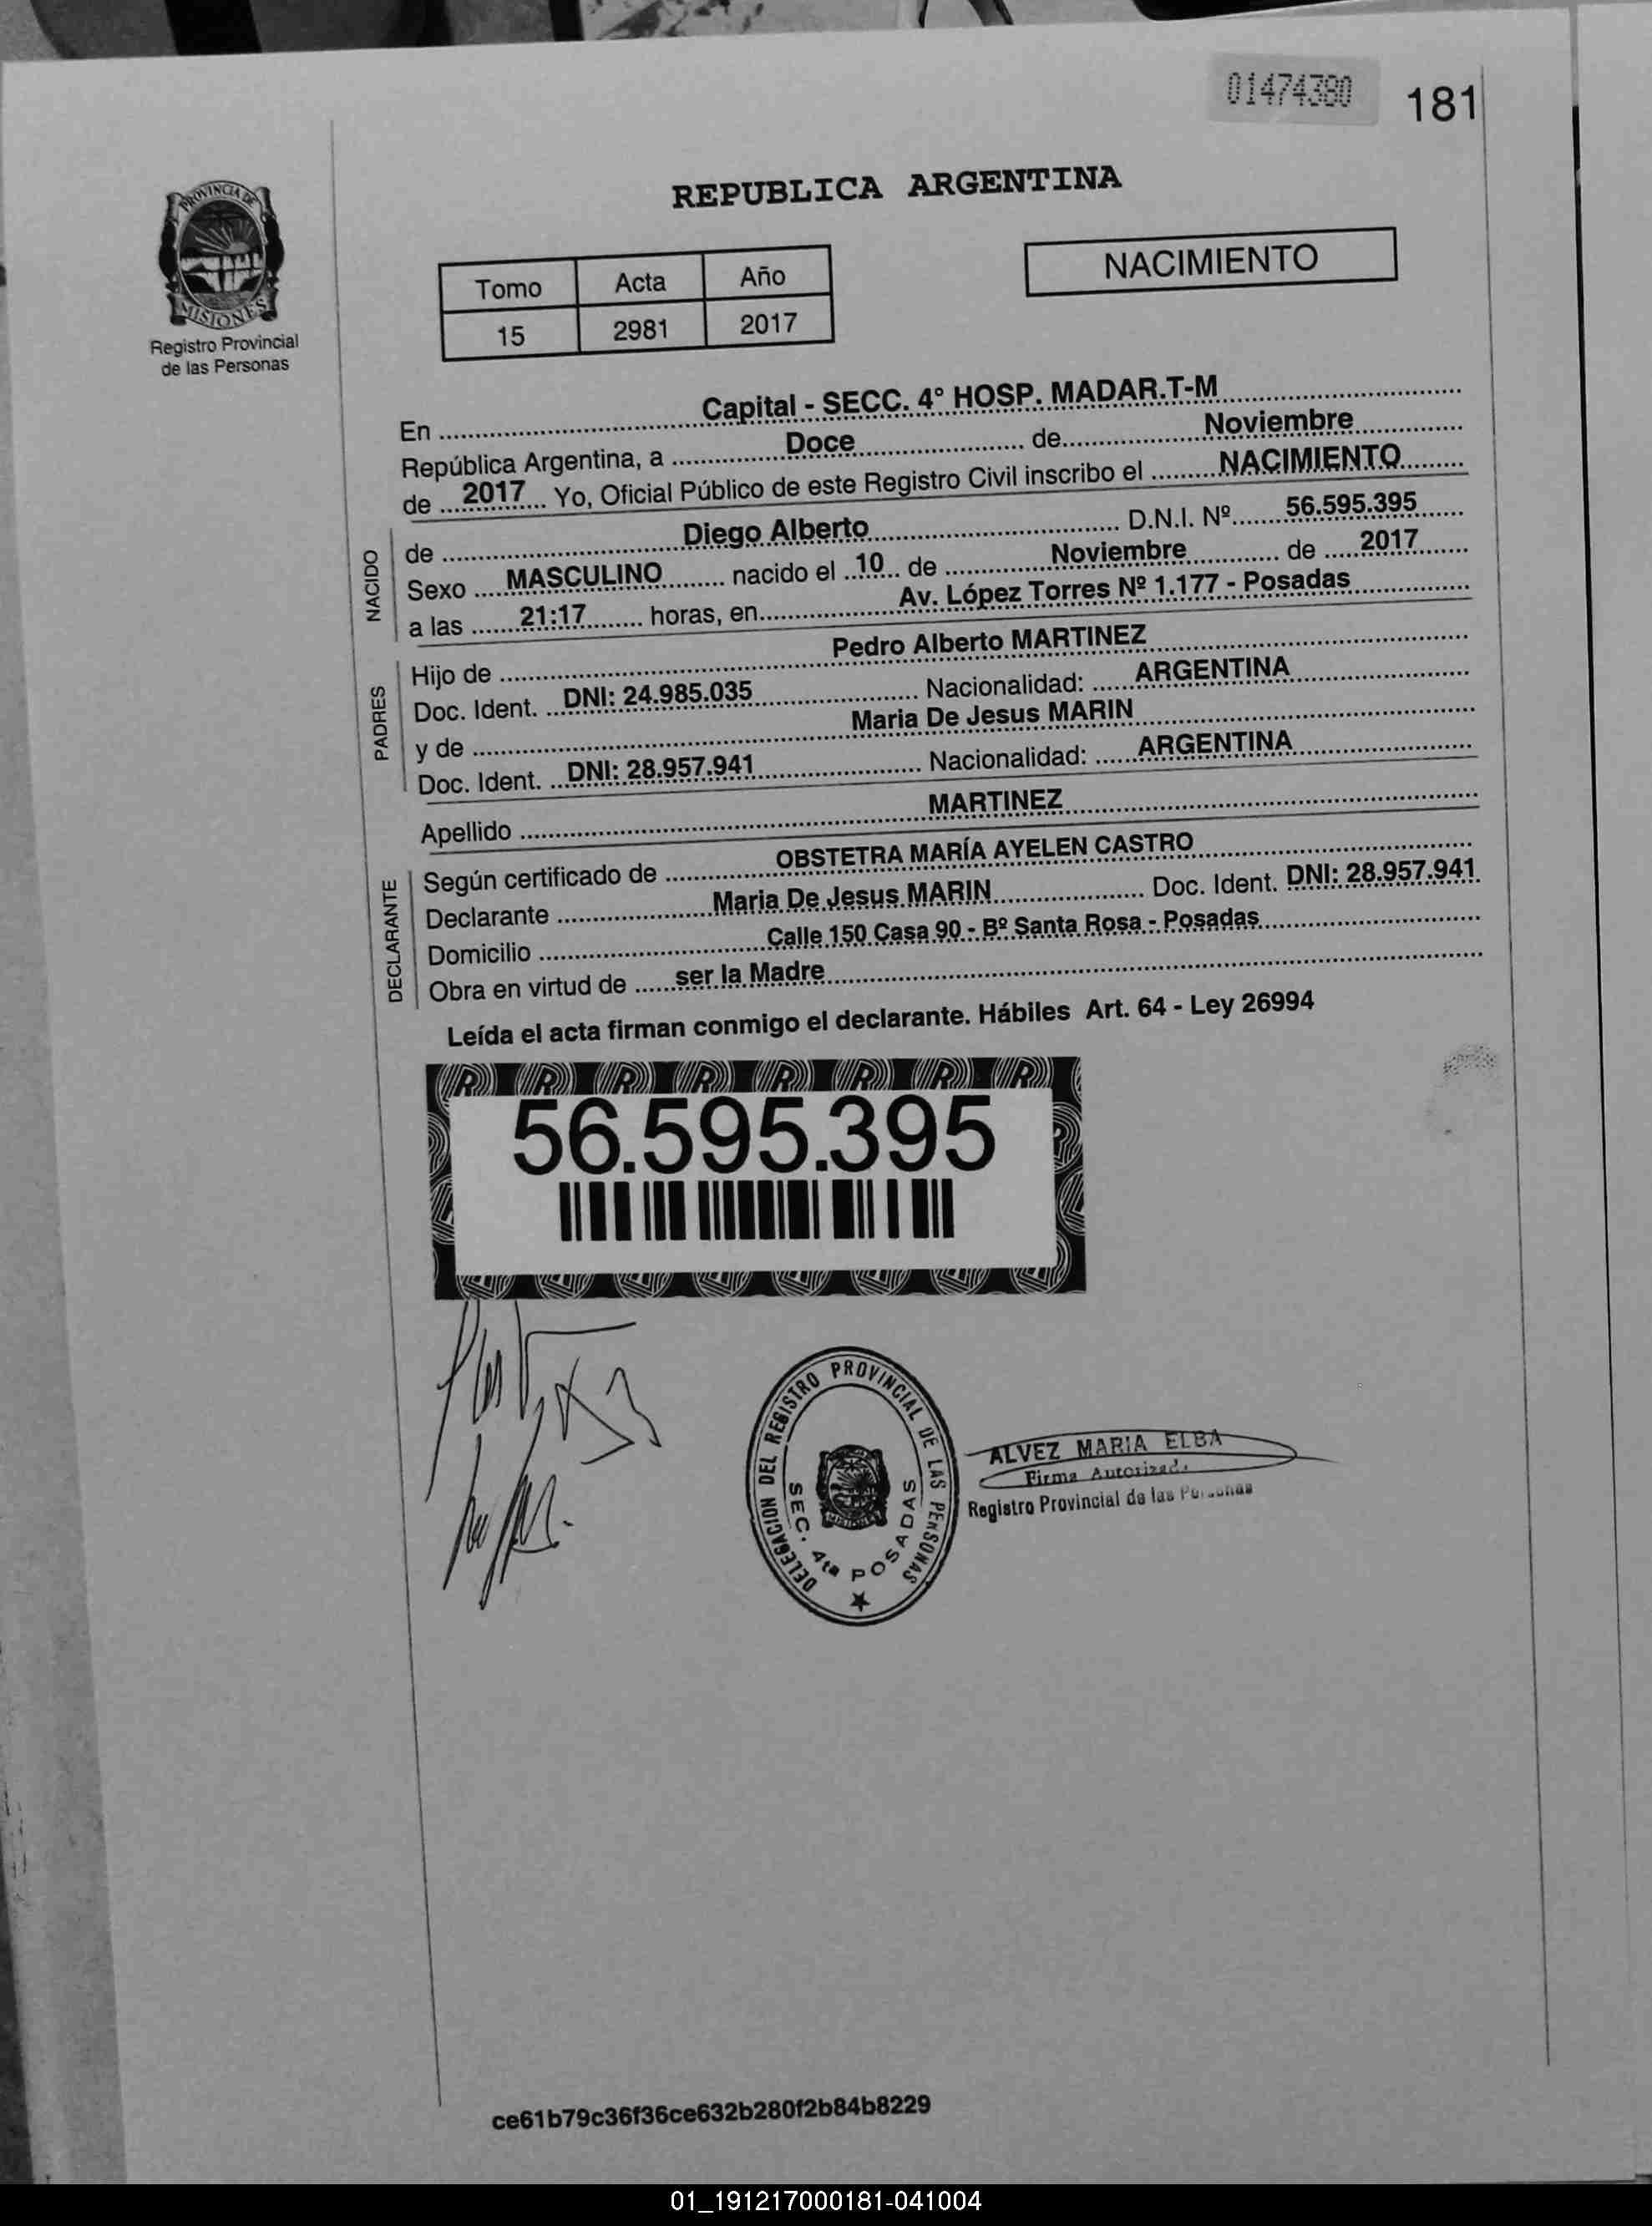 01474380 181
PROVINCIA DE
MISIONES
Registro Provincial
de las Personas
REPUBLICA ARGENTINA
NACIMIENTO
Tomo Acta Año
15 2981 2017
En ........ Capital - SECC. 4° HOSP. MADAR.T-M ........
República Argentina, a ........ Doce ........ de ........ Noviembre ........
de ... 2017 ... Yo, Oficial Público de este Registro Civil inscribo el ........ NACIMIENTO ........
NACIDO
de ........ Diego Alberto ........ D.N.I. Nº ........ 56.595.395 ........
Sexo ..... MASCULINO ........ nacido el .. 10 .. de ........ Noviembre ........ de ..... 2017 ........
a las ...... 21:17 ........ horas, en ........ Av. López Torres Nº 1.177 - Posadas ........
PADRES
Hijo de ........ Pedro Alberto MARTINEZ ........
Doc. Ident. ... DNI: 24.985.035 ........ Nacionalidad: ..... ARGENTINA ........
y de ........ Maria De Jesus MARIN ........
Doc. Ident. ... DNI: 28.957.941 ........ Nacionalidad: ..... ARGENTINA ........
Apellido ........ MARTINEZ ........
DECLARANTE
Según certificado de ........ OBSTETRA MARÍA AYELEN CASTRO ........
Declarante ........ Maria De Jesus MARIN ........ Doc. Ident. DNI: 28.957.941
Domicilio ........ Calle 150 Casa 90 - Bº Santa Rosa - Posadas ........
Obra en virtud de ...... ser la Madre ........
Leída el acta firman conmigo el declarante. Hábiles Art. 64 - Ley 26994
56.595.395
DELEGACION DEL REGISTRO PROVINCIAL DE LAS PERSONAS
SEC. 4ta POSADAS
ALVEZ MARIA ELBA
Firma Autorizada
Registro Provincial de las Personas
ce61b79c36f36ce632b280f2b84b8229
01_191217000181-041004